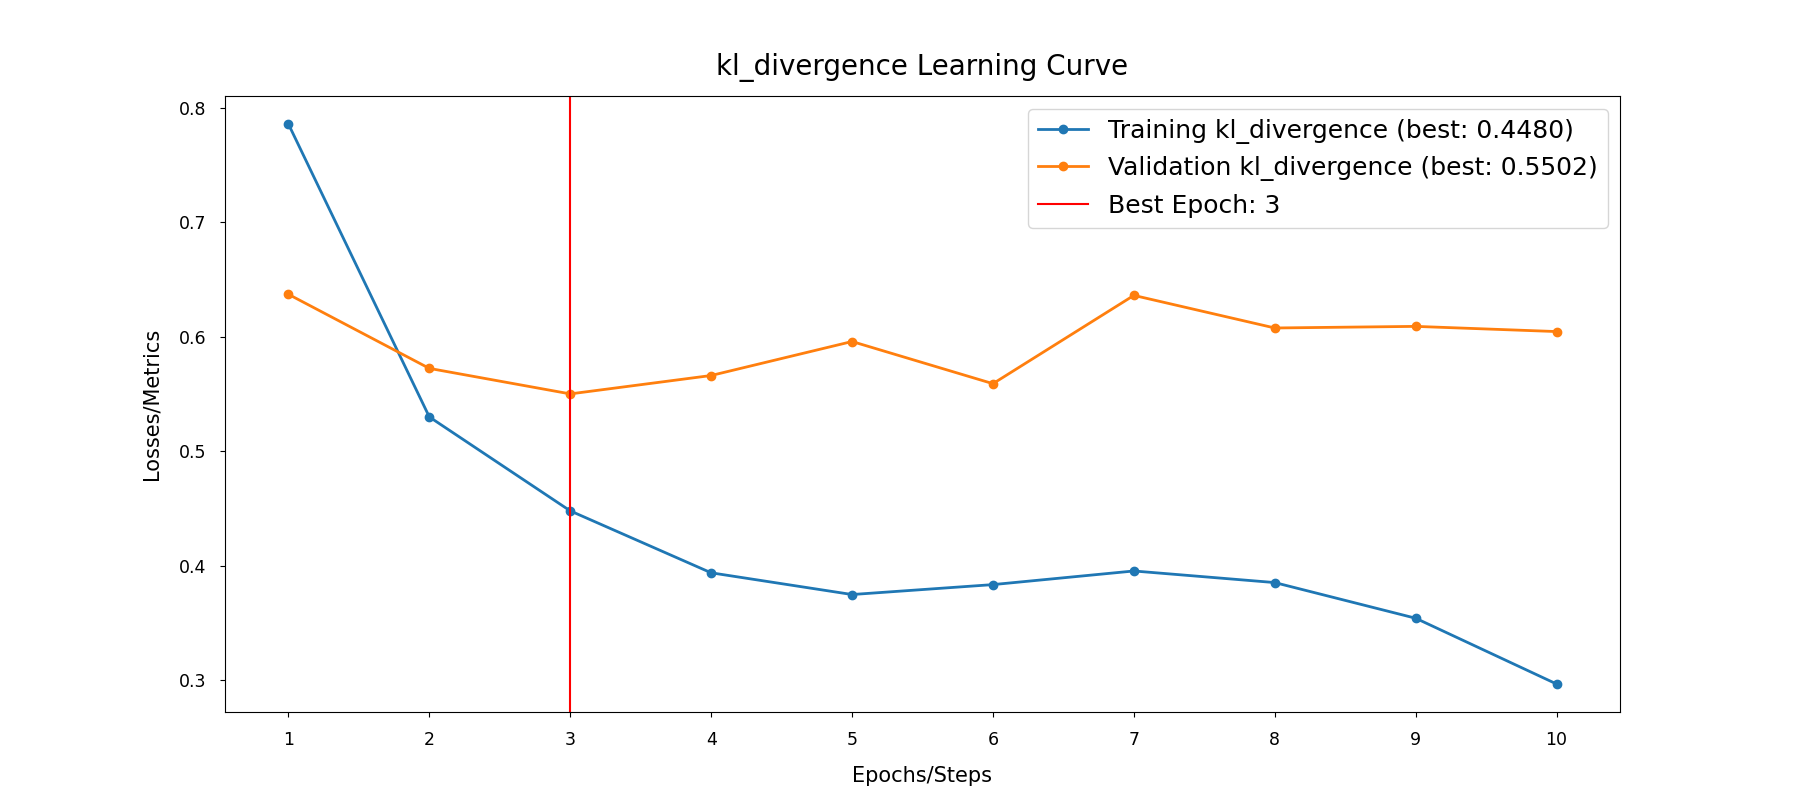 kl_divergence Learning Curve
Training kl_divergence (best: 0.4480)
Validation kl_divergence (best: 0.5502)
Best Epoch: 3
Losses/Metrics
0.8
0.7
0.6
0.5
0.4
0.3
1 2 3 4 5 6 7 8 9 10
Epochs/Steps